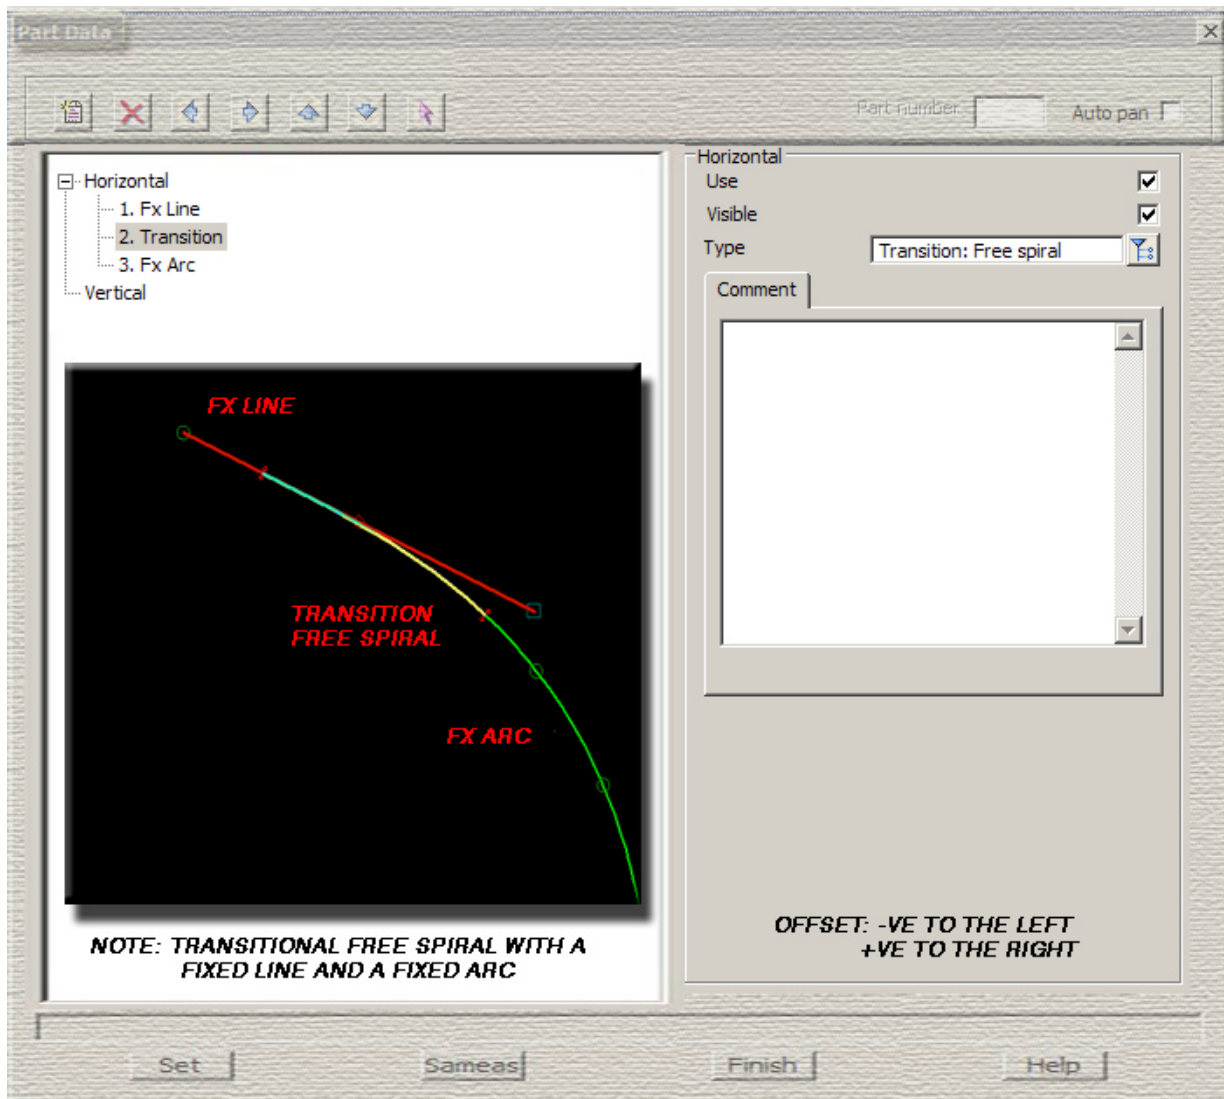 Part Data
Part number
Auto pan
Horizontal
1. Fx Line
2. Transition
3. Fx Arc
Vertical
FX LINE
TRANSITION
FREE SPIRAL
FX ARC
NOTE: TRANSITIONAL FREE SPIRAL WITH A
FIXED LINE AND A FIXED ARC
Horizontal
Use
Visible
Type
Transition: Free spiral
Comment
OFFSET: -VE TO THE LEFT
+VE TO THE RIGHT
Set
Sameas
Finish
Help